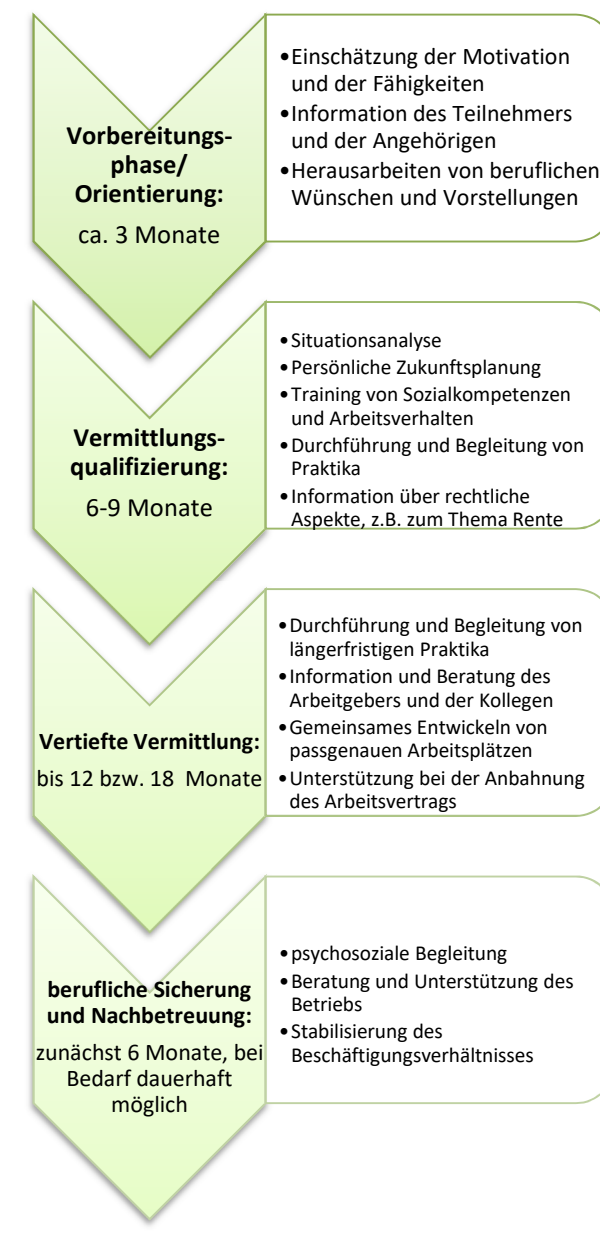 Vorbereitungs-
phase/
Orientierung:
ca. 3 Monate
•Einschätzung der Motivation
und der Fähigkeiten
•Information des Teilnehmers
und der Angehörigen
•Herausarbeiten von beruflichen
Wünschen und Vorstellungen
Vermittlungs-
qualifizierung:
6-9 Monate
•Situationsanalyse
•Persönliche Zukunftsplanung
•Training von Sozialkompetenzen
und Arbeitsverhalten
•Durchführung und Begleitung von
Praktika
•Information über rechtliche
Aspekte, z.B. zum Thema Rente
Vertiefte Vermittlung:
bis 12 bzw. 18 Monate
•Durchführung und Begleitung von
längerfristigen Praktika
•Information und Beratung des
Arbeitgebers und der Kollegen
•Gemeinsames Entwickeln von
passgenauen Arbeitsplätzen
•Unterstützung bei der Anbahnung
des Arbeitsvertrags
berufliche Sicherung
und Nachbetreuung:
zunächst 6 Monate, bei
Bedarf dauerhaft
möglich
•psychosoziale Begleitung
•Beratung und Unterstützung des
Betriebs
•Stabilisierung des
Beschäftigungsverhältnisses